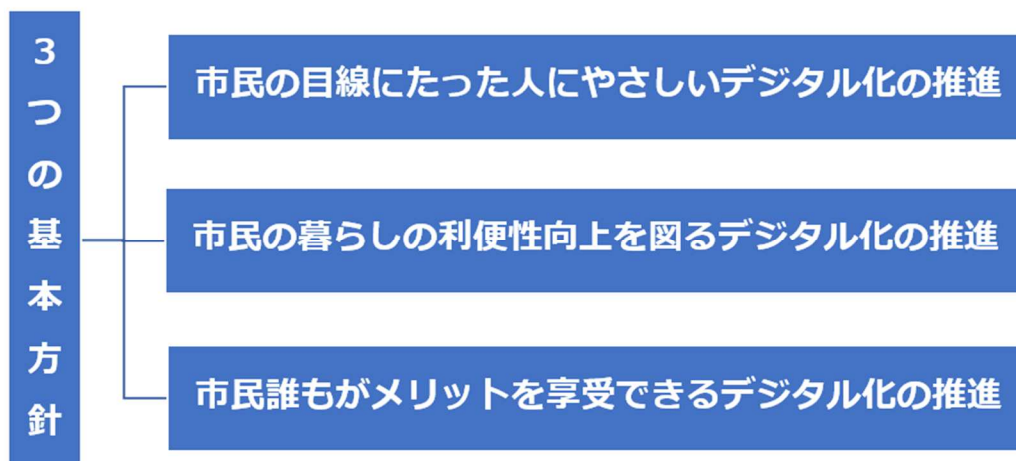 3つの基本方針
市民の目線にたった人にやさしいデジタル化の推進
市民の暮らしの利便性向上を図るデジタル化の推進
市民誰もがメリットを享受できるデジタル化の推進